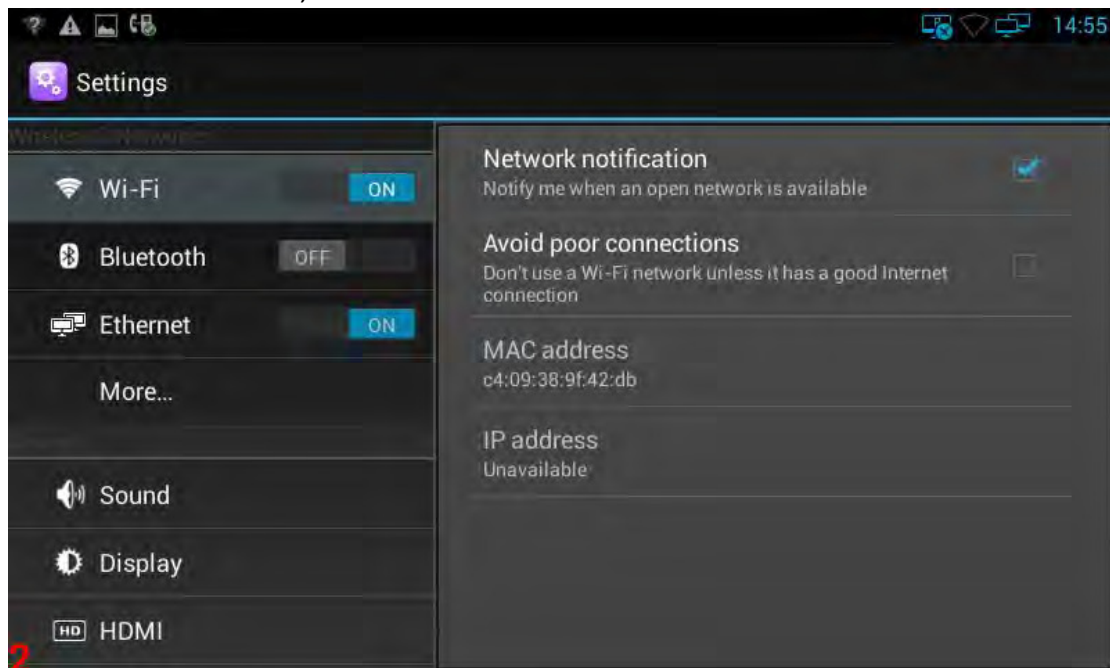 14:55
Settings
Wi-Fi
ON
Bluetooth
OFF
Ethernet
ON
More...
Sound
Display
HD HDMI
2
Network notification
Notify me when an open network is available
Avoid poor connections
Don't use a Wi-Fi network unless it has a good Internet
connection
MAC address
c4:09:38:9f:42:db
IP address
Unavailable